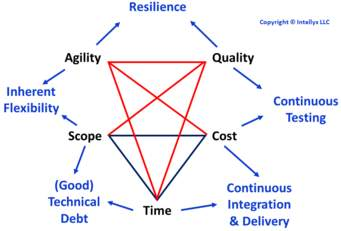 Resilience
Copyright © Intellyx LLC
Agility
Quality
Inherent
Flexibility
Continuous
Testing
Scope
Cost
(Good)
Technical
Debt
Time
Continuous
Integration
& Delivery